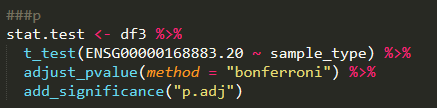 ###p
stat.test <- df3 %>%
  t_test(ENSG00000168883.20 ~ sample_type) %>%
  adjust_pvalue(method = "bonferroni") %>%
  add_significance("p.adj")